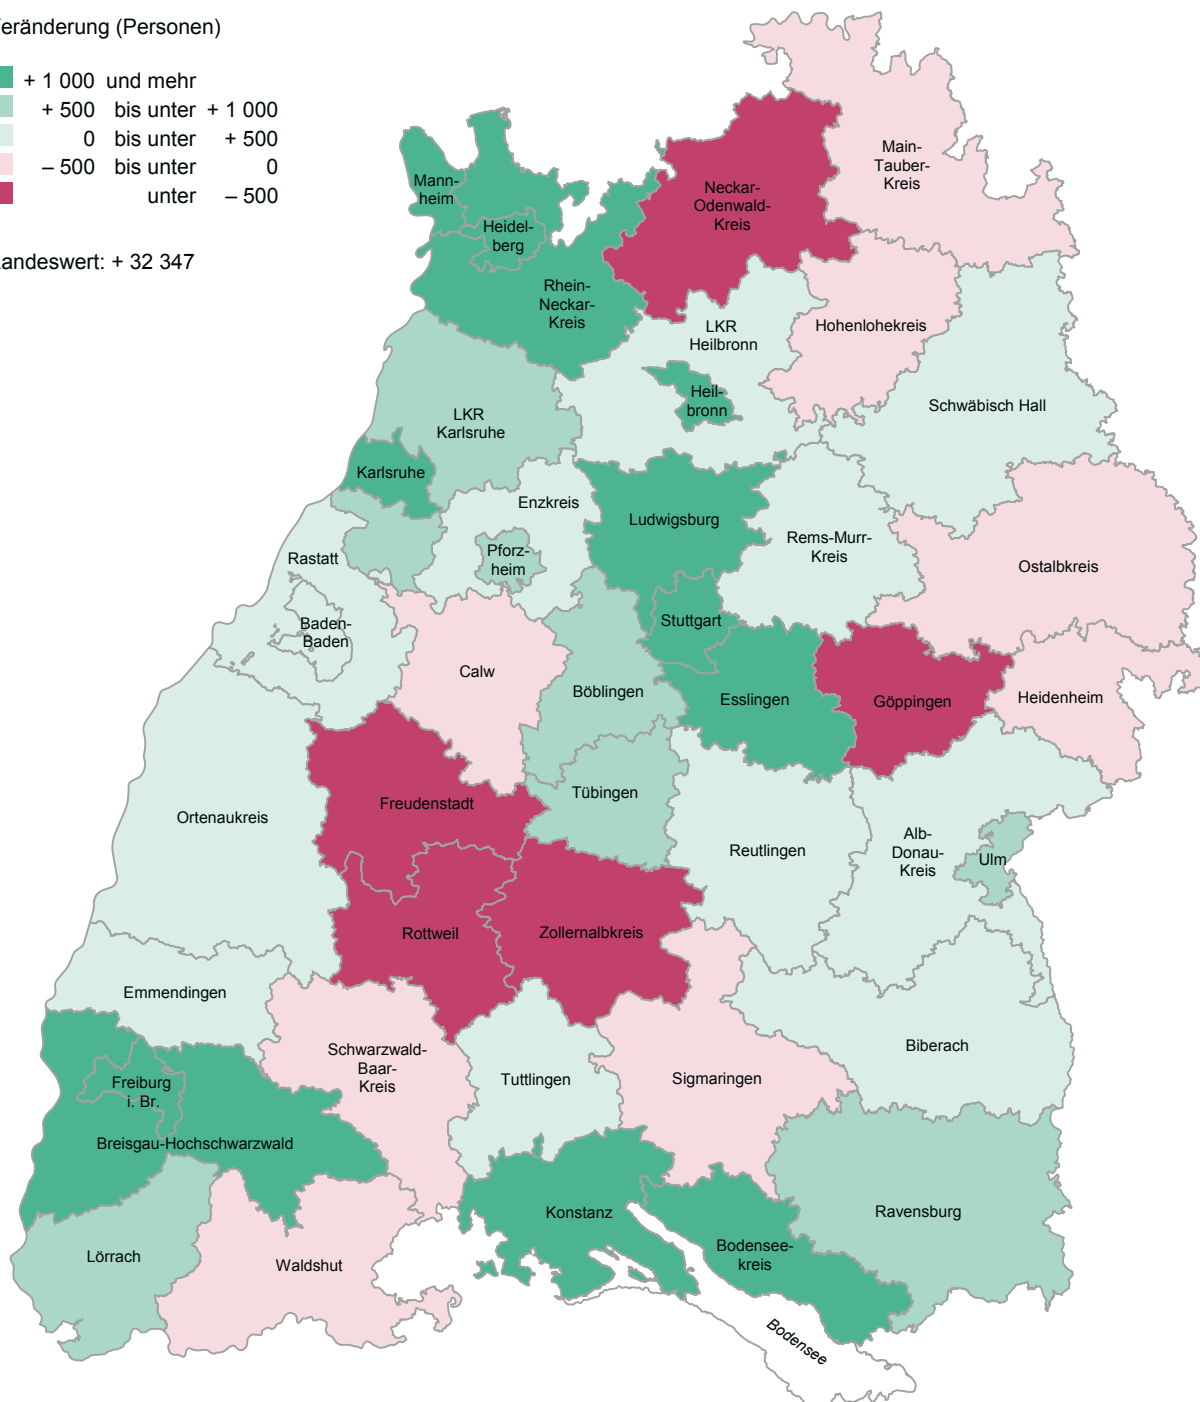 eränderung (Personen)
+ 1 000 und mehr
+ 500 bis unter + 1 000
0 bis unter + 500
– 500 bis unter 0
unter – 500
andeswert: + 32 347
Main-
Tauber-
Kreis
Neckar-
Odenwald-
Kreis
Mann-
heim
Heidel-
berg
Rhein-
Neckar-
Kreis
LKR
Heilbronn
Hohenlohekreis
Heil-
bronn
Schwäbisch Hall
LKR
Karlsruhe
Karlsruhe
Enzkreis
Ludwigsburg
Rems-Murr-
Kreis
Rastatt
Pforz-
heim
Ostalbkreis
Baden-
Baden
Stuttgart
Calw
Böblingen
Esslingen
Göppingen
Heidenheim
Freudenstadt
Tübingen
Ortenaukreis
Reutlingen
Alb-
Donau-
Kreis
Ulm
Rottweil
Zollernalbkreis
Emmendingen
Schwarzwald-
Baar-
Kreis
Tuttlingen
Sigmaringen
Biberach
Freiburg
i. Br.
Breisgau-Hochschwarzwald
Konstanz
Ravensburg
Lörrach
Waldshut
Bodensee-
kreis
Bodensee